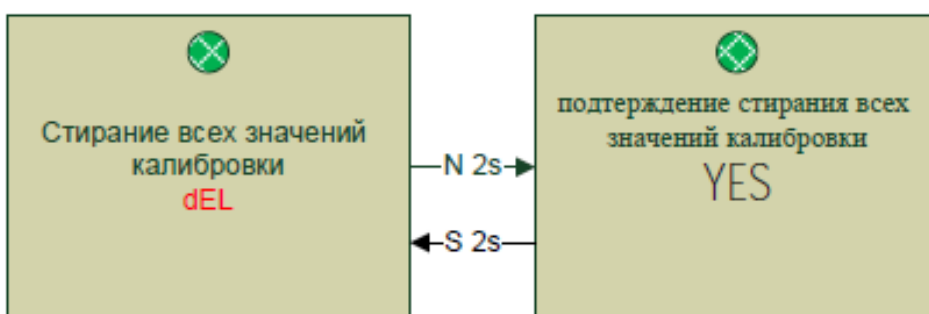 Стирание всех значений
калибровки
dEL
N 2s
S 2s
подтерждение стирания всех
значений калибровки
YES